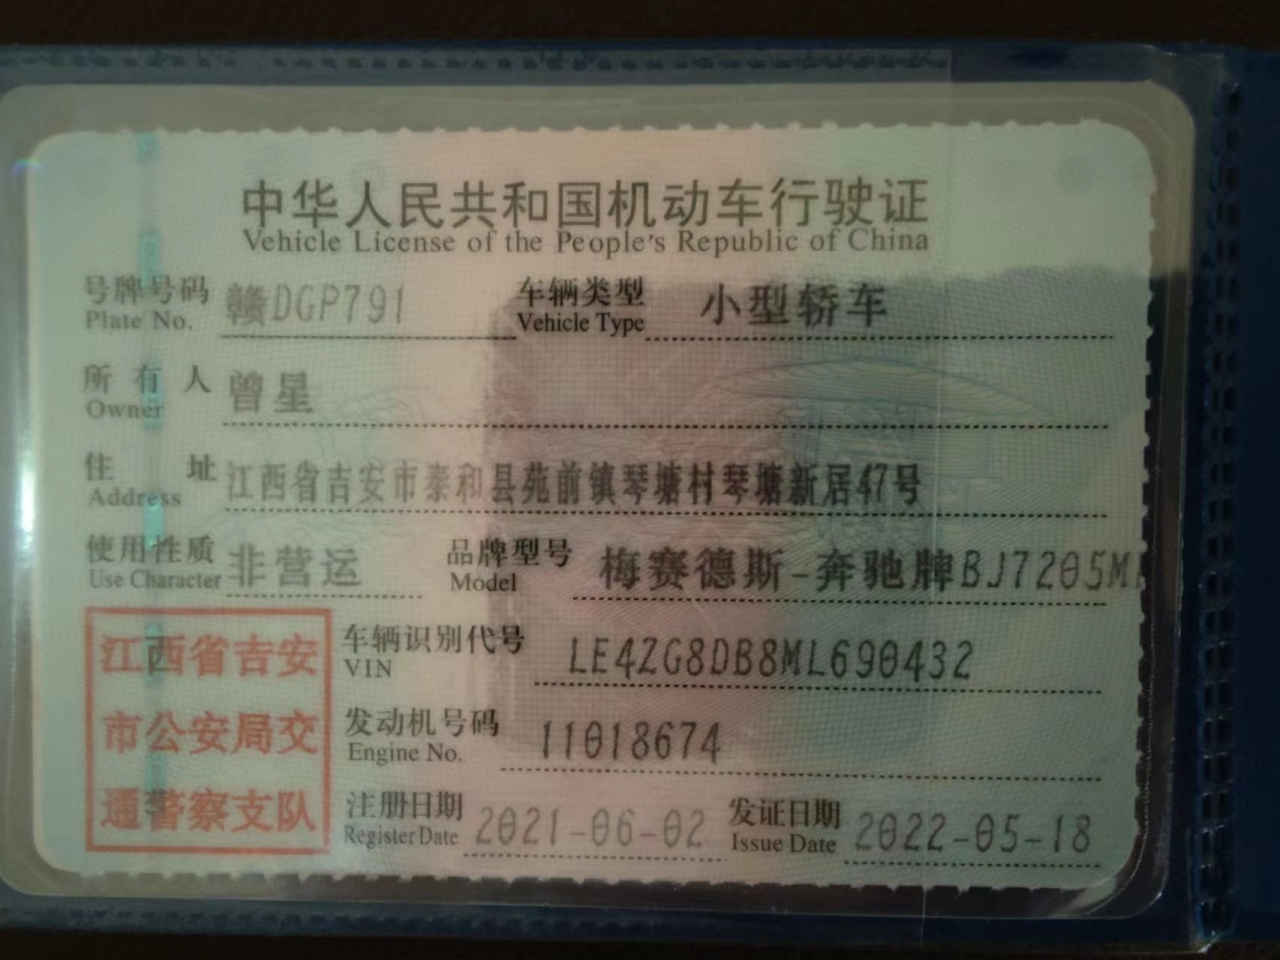 中华人民共和国机动车行驶证
Vehicle License of the People's Republic of China
号牌号码 赣DGP791 车辆类型 小型轿车
Plate No. Vehicle Type
所有人 曾星
Owner
住址 江西省吉安市泰和县苑前镇琴塘村琴塘新居47号
Address
使用性质 非营运 品牌型号 梅赛德斯-奔驰牌BJ7205M
Use Character Model
江西省吉安
市公安局交
通警察支队
车辆识别代号 LE4ZG8DB8ML690432
VIN
发动机号码 11018674
Engine No.
注册日期 2021-06-02 发证日期 2022-05-18
Register Date Issue Date